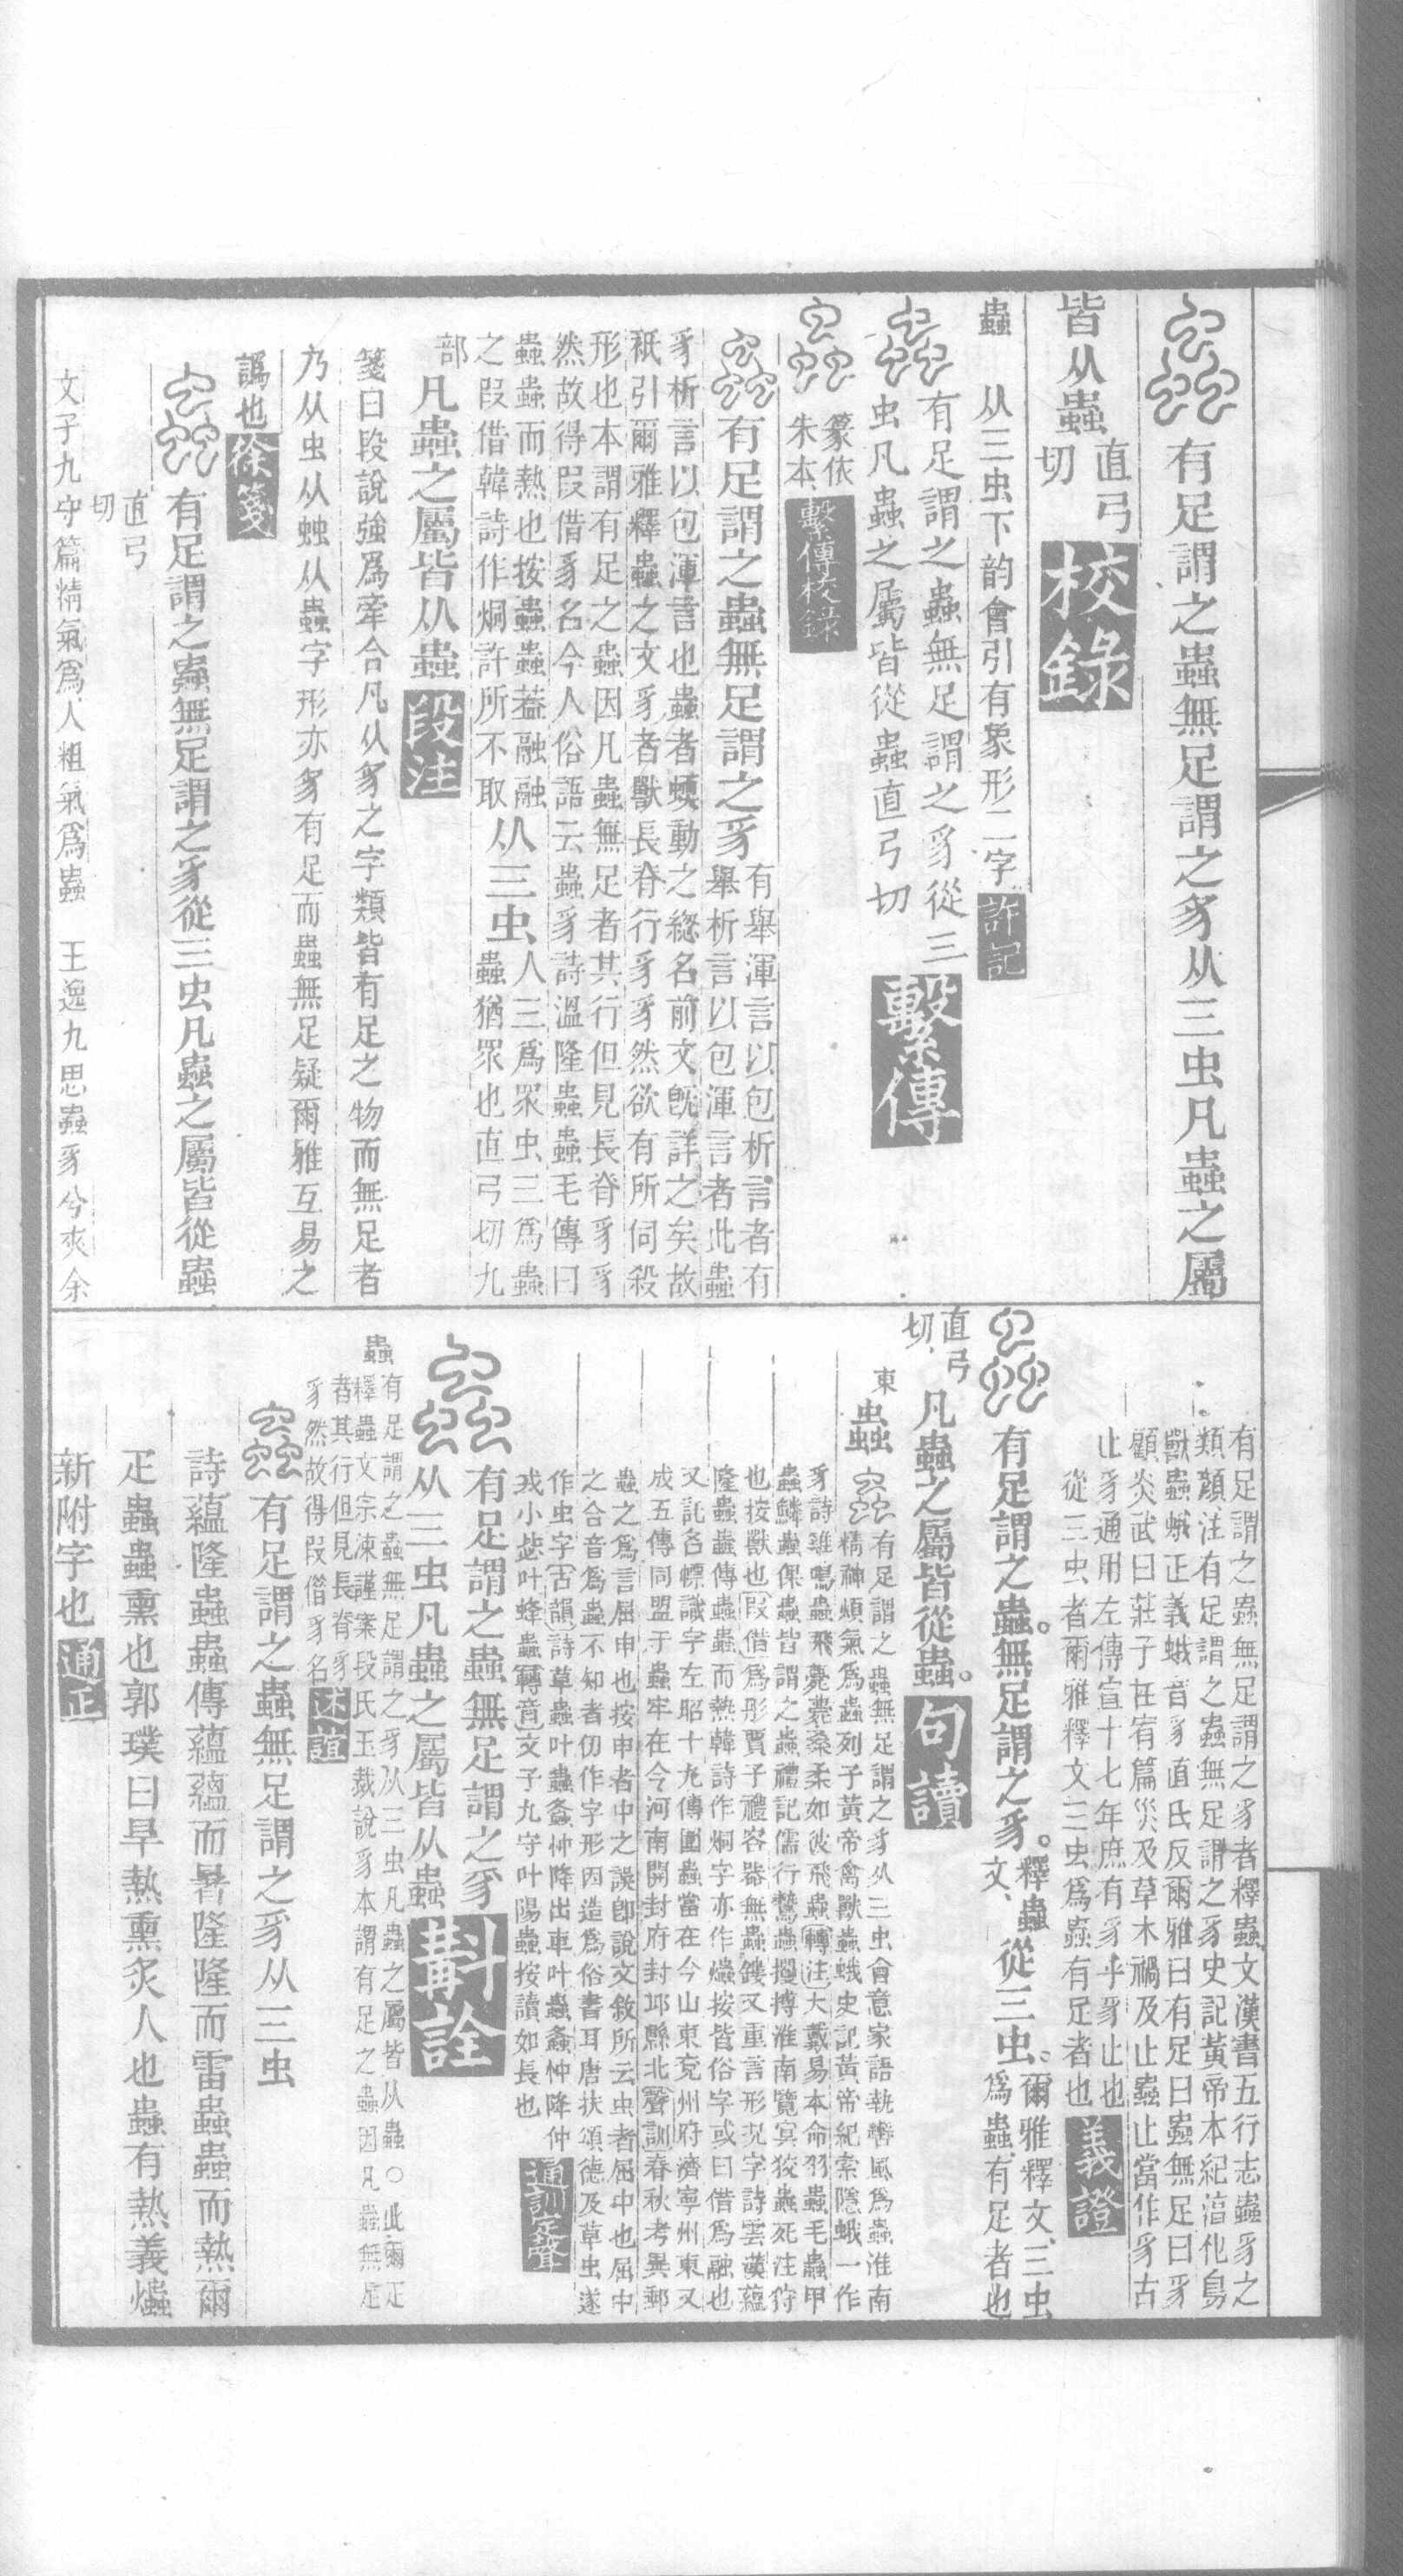 有足謂之蟲無足謂之豸从三虫凡蟲之屬
皆从蟲直弓切校錄
蟲 从三虫下韵會引有象形二字許記
有足謂之蟲無足謂之豸從三
虫凡蟲之屬皆從蟲直弓切繫傳
篆依朱本繫傳校錄
有足謂之蟲無足謂之豸有舉渾言以包析言者有舉析言以包渾言者此蟲
豸析言以包渾言也蟲者蝡動之緫名前文旣詳之矣故
祇引爾雅釋蟲之文豸者獸長脊行豸豸然欲有所伺殺
形也本謂有足之蟲因凡蟲無足者其行但見長脊豸豸
然故得叚借豸名今人俗語云蟲豸詩溫隆蟲蟲毛傳曰
蟲蟲而熱也按蟲蟲葢融融
之叚借韓詩作烔許所不取从三虫人三爲眾虫三爲蟲蟲猶眾也直弓切九
部凡蟲之屬皆从蟲段注
箋曰段說強爲牽合凡从豸之字類皆有足之物而無足者
乃从虫从䖵从蟲字形亦豸有足而蟲無足疑爾雅互易之
譌也徐箋
有足謂之蟲無足謂之豸從三虫凡蟲之屬皆從蟲
直弓切
文子九守篇精氣爲人粗氣爲蟲 王逸九思蟲豸兮夾余
有足謂之蟲無足謂之豸者釋蟲文漢書五行志蟲豸之
類顏注有足謂之蟲無足謂之豸史記黃帝本紀淳化鳥
獸蟲蛾正義蛾音豸直氏反爾雅曰有足曰蟲無足曰豸
顧炎武曰莊子在宥篇災及草木禍及止蟲止當作豸古
止豸通用左傳宣十七年庶有豸乎豸止也
從三虫者爾雅釋文三虫爲蟲有足者也義證
有足謂之蟲。無足謂之豸。釋蟲文、從三虫。爾雅釋文、三虫爲蟲、有足者也
直弓切、凡蟲之屬皆從蟲。句讀
東
蟲 有足謂之蟲無足謂之豸从三虫會意家語執轡風爲蟲淮南
精神煩氣爲蟲列子黃帝禽獸蟲蛾史記黃帝紀索隱蛾一作
豸詩雞鳴蟲飛薨薨桑柔如彼飛蟲轉注大戴易本命羽蟲毛蟲甲
蟲鱗蟲倮蟲皆謂之蟲禮記儒行鷙蟲攫搏淮南覽冥狡蟲死注狩
也按獸也叚借爲彤賈子禮容器無蟲鏤又重言形況字詩雲漢蘊
隆蟲蟲傳蟲蟲而熱韓詩作烔字亦作爞按皆俗字或曰借爲融也
又託名幖識字左昭十九傳圍蟲當在今山東兗州府濟寧州東又
成五傳同盟于蟲牢在今河南開封府封邱縣北聲訓春秋考異郵
蟲之爲言屈申也按申者中之誤卽說文敘所云虫者屈中也屈中
之合音爲蟲不知者仞作字形因造爲俗書耳唐扶頌德及草虫遂
作虫字古韻詩草蟲叶蟲螽忡降出車叶蟲螽忡降仲
戎小毖叶蜂蟲轉音文子九守叶陽蟲按讀如長也通訓定聲
有足謂之蟲無足謂之豸
从三虫凡蟲之屬皆从蟲斠詮
蟲 有足謂之蟲無足謂之豸从三虫凡蟲之屬皆从蟲○此爾疋
釋蟲文宗涑謹案段氏玉裁說豸本謂有足之蟲因凡蟲無足
者其行但見長脊豸
豸然故得叚借豸名述誼
有足謂之蟲無足謂之豸从三虫
詩蘊隆蟲蟲傳蘊蘊而暑隆隆而雷蟲蟲而熱爾
疋蟲蟲熏也郭璞曰旱熱熏炙人也蟲有熱義爞
新附字也通正